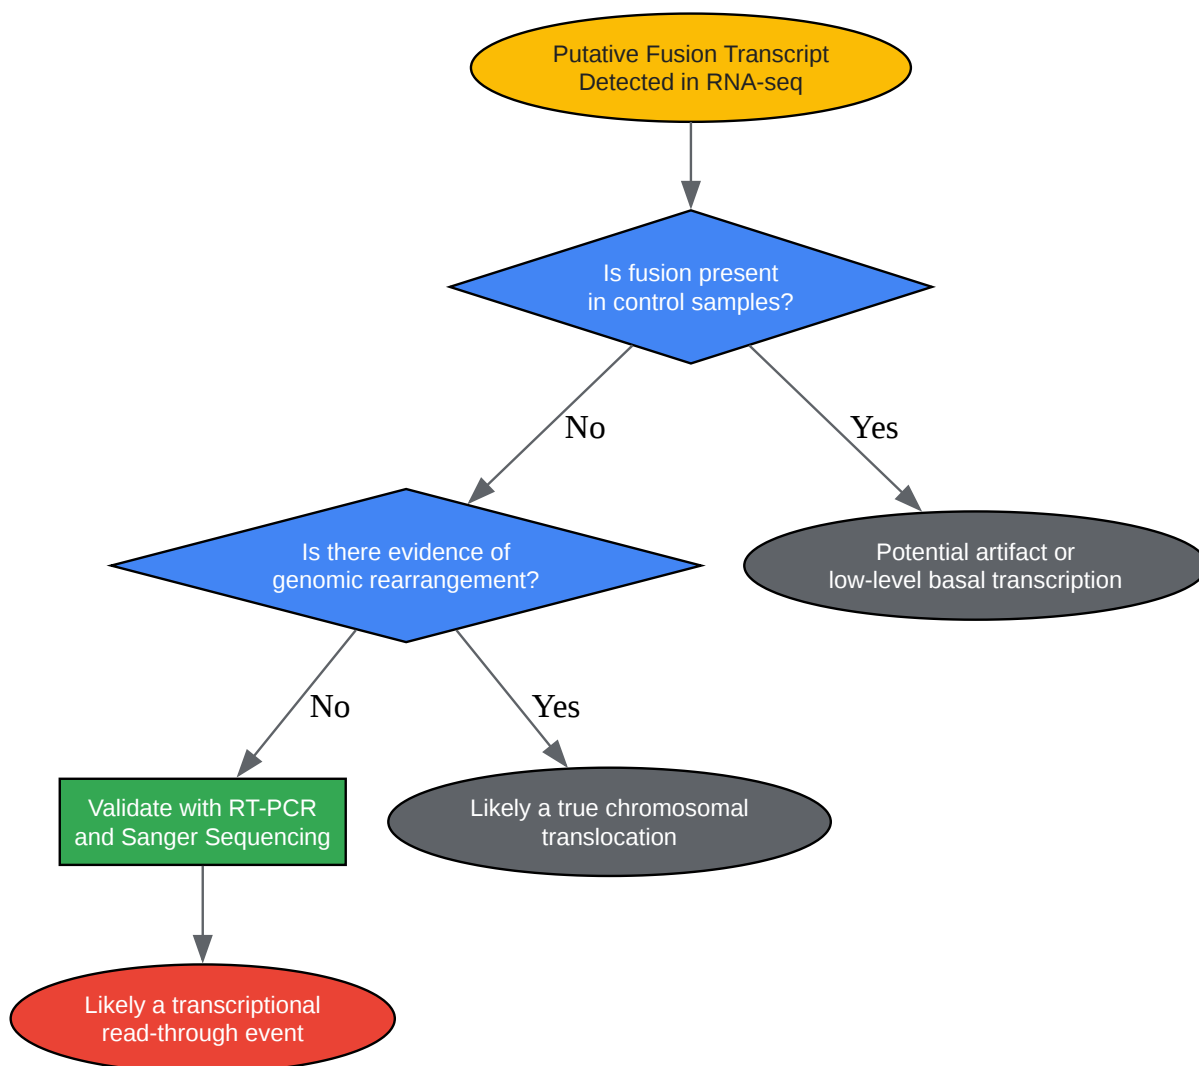 Putative Fusion Transcript
Detected in RNA-seq
Is fusion present
in control samples?
No
Yes
Is there evidence of
genomic rearrangement?
Potential artifact or
low-level basal transcription
No
Yes
Validate with RT-PCR
and Sanger Sequencing
Likely a true chromosomal
translocation
Likely a transcriptional
read-through event